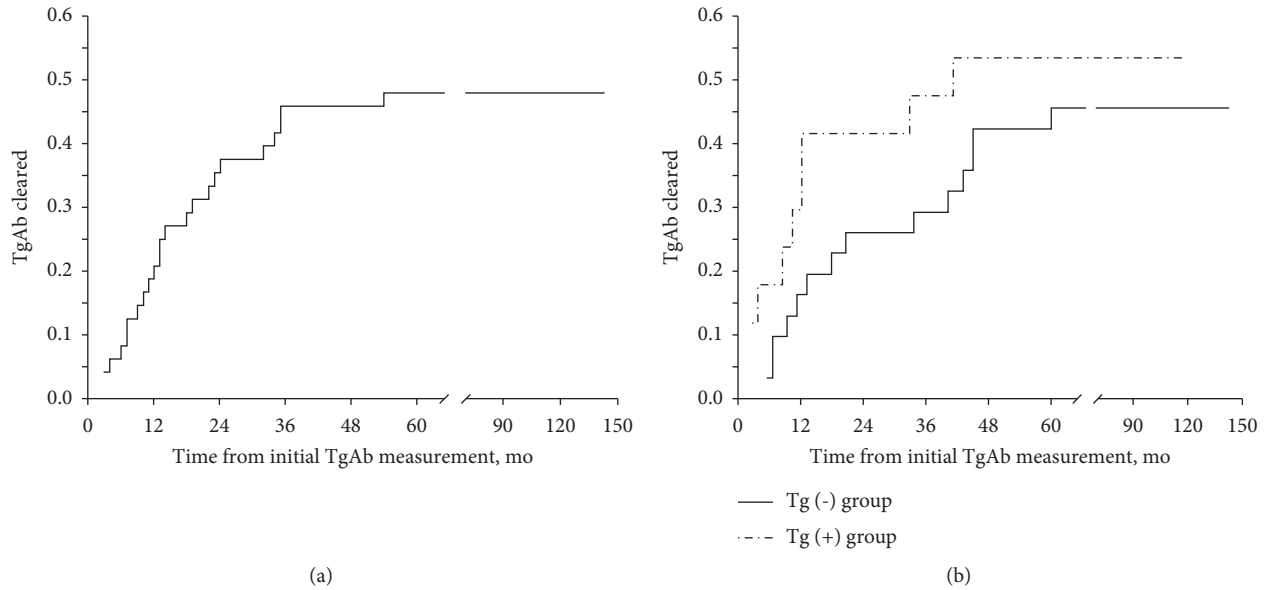 0.6
0.5
0.4
0.3
0.2
0.1
0.0
TgAb cleared
0 12 24 36 48 60 90 120 150
Time from initial TgAb measurement, mo
(a)
0.6
0.5
0.4
0.3
0.2
0.1
0.0
TgAb cleared
0 12 24 36 48 60 90 120 150
Time from initial TgAb measurement, mo
Tg (-) group
Tg (+) group
(b)